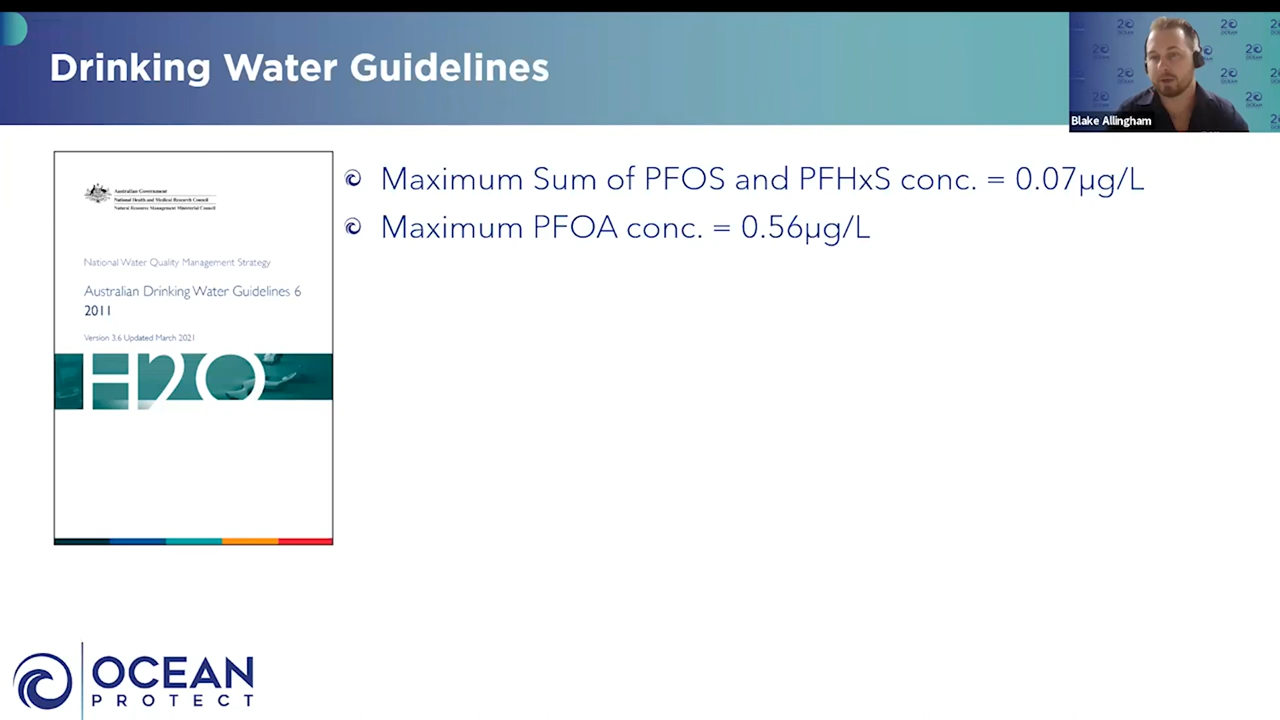 Drinking Water Guidelines
Blake Allingham
Australian Government
National Health and Medical Research Council
Natural Resource Management Ministerial Council
National Water Quality Management Strategy
Australian Drinking Water Guidelines 6
2011
Version 3.6 Updated March 2021
H2O
Maximum Sum of PFOS and PFHxS conc. = 0.07µg/L
Maximum PFOA conc. = 0.56µg/L
OCEAN
PROTECT